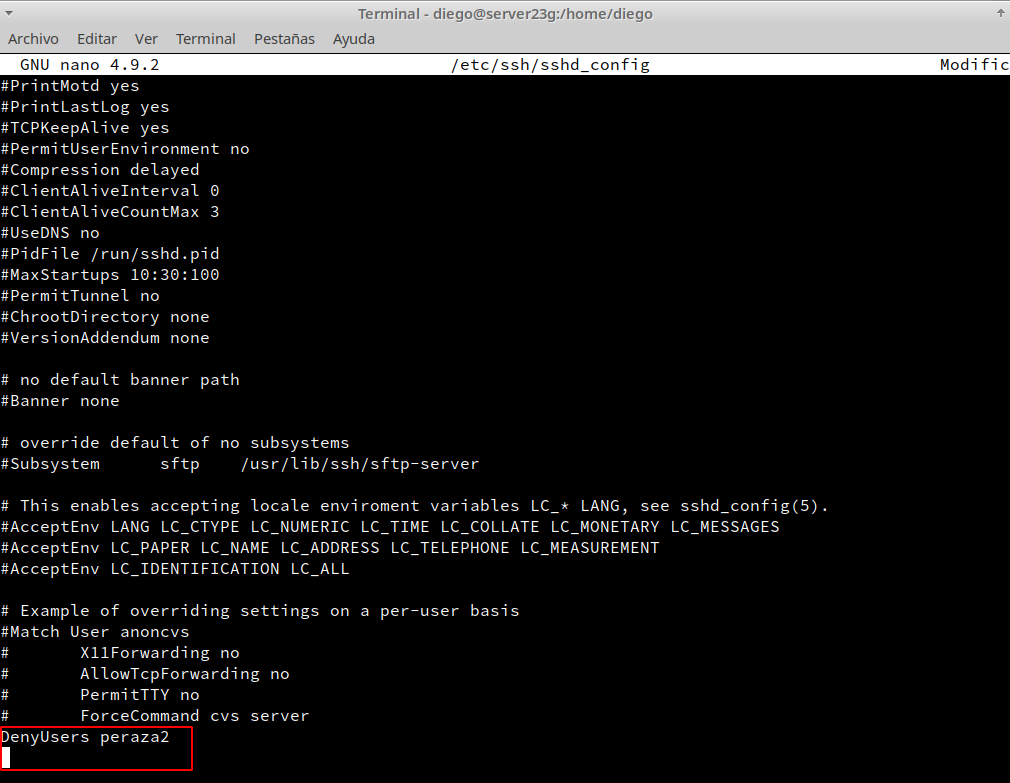 Terminal - diego@server23g:/home/diego
Archivo Editar Ver Terminal Pestañas Ayuda
GNU nano 4.9.2 /etc/ssh/sshd_config Modific
#PrintMotd yes
#PrintLastLog yes
#TCPKeepAlive yes
#PermitUserEnvironment no
#Compression delayed
#ClientAliveInterval 0
#ClientAliveCountMax 3
#UseDNS no
#PidFile /run/sshd.pid
#MaxStartups 10:30:100
#PermitTunnel no
#ChrootDirectory none
#VersionAddendum none
# no default banner path
#Banner none
# override default of no subsystems
#Subsystem sftp /usr/lib/ssh/sftp-server
# This enables accepting locale enviroment variables LC_* LANG, see sshd_config(5).
#AcceptEnv LANG LC_CTYPE LC_NUMERIC LC_TIME LC_COLLATE LC_MONETARY LC_MESSAGES
#AcceptEnv LC_PAPER LC_NAME LC_ADDRESS LC_TELEPHONE LC_MEASUREMENT
#AcceptEnv LC_IDENTIFICATION LC_ALL
# Example of overriding settings on a per-user basis
#Match User anoncvs
# X11Forwarding no
# AllowTcpForwarding no
# PermitTTY no
# ForceCommand cvs server
DenyUsers peraza2